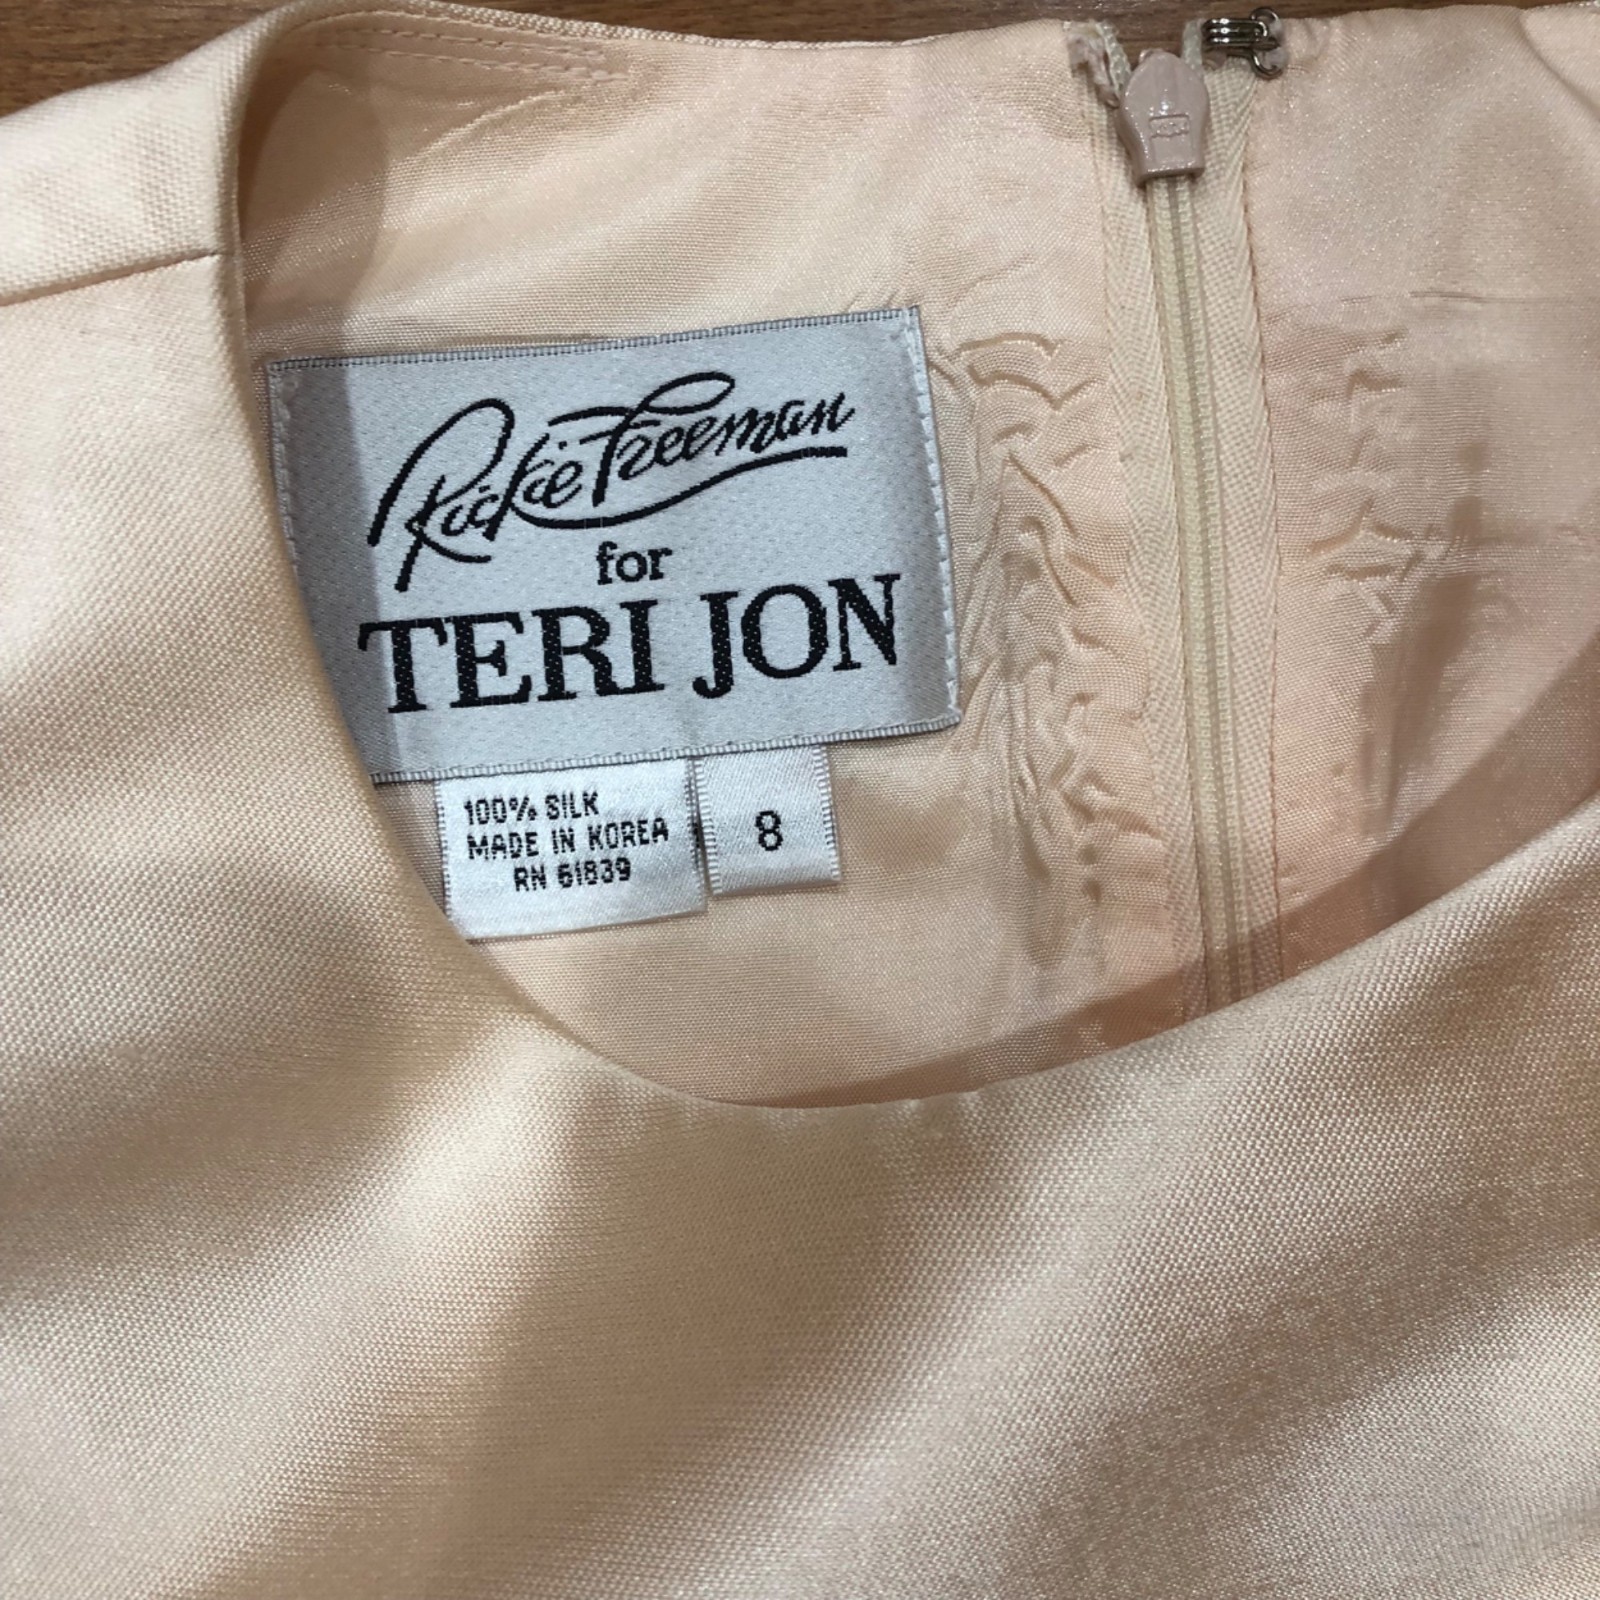 Rickie Freeman
for
TERI JON
100% SILK
MADE IN KOREA
RN 61839
8